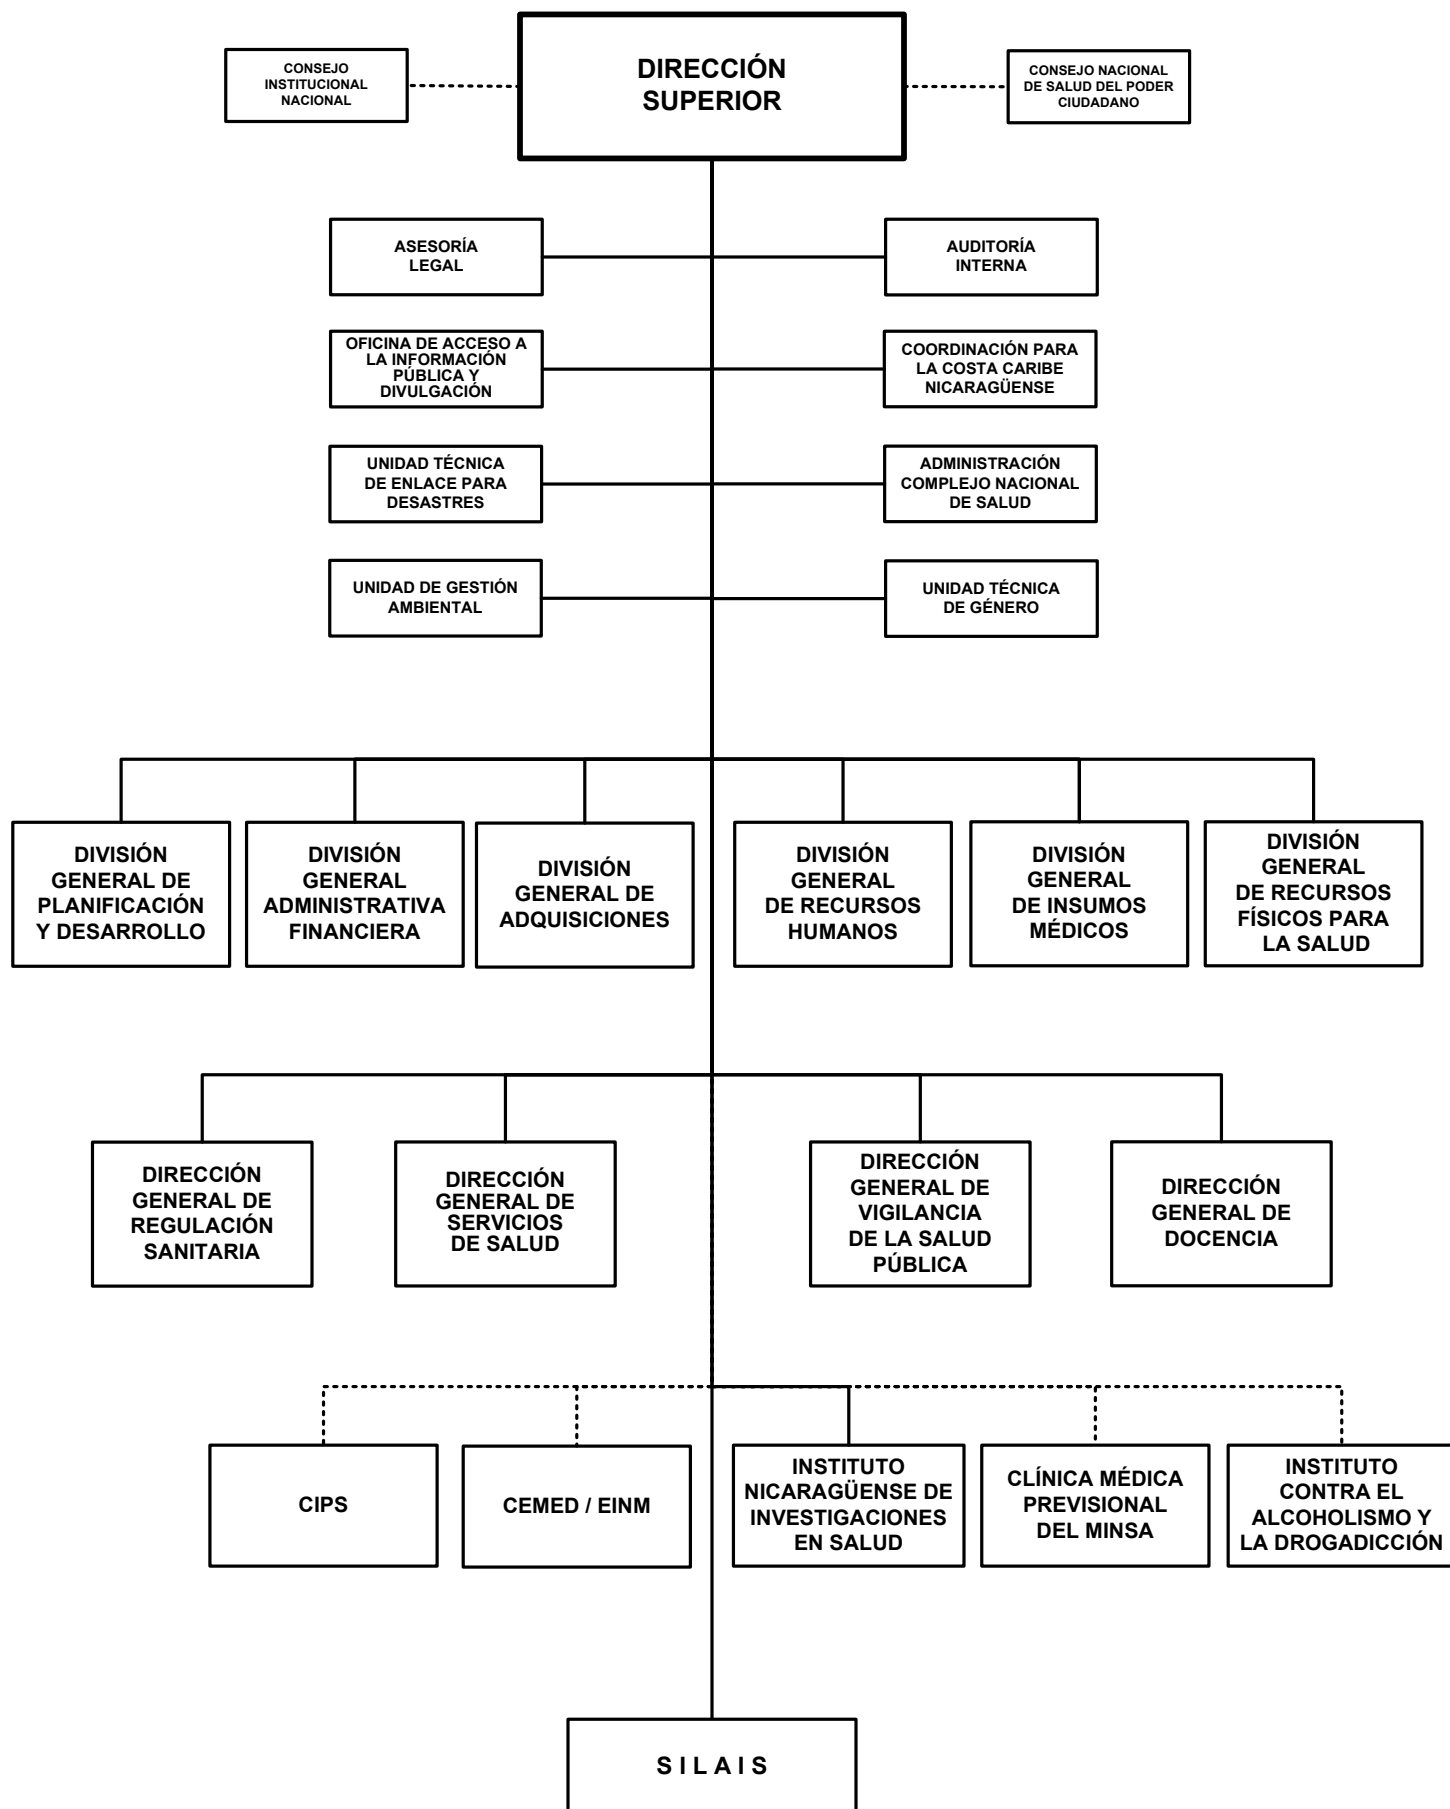 CONSEJO
INSTITUCIONAL
NACIONAL
DIRECCIÓN
SUPERIOR
CONSEJO NACIONAL
DE SALUD DEL PODER
CIUDADANO
ASESORÍA
LEGAL
AUDITORÍA
INTERNA
OFICINA DE ACCESO A
LA INFORMACIÓN
PÚBLICA Y
DIVULGACIÓN
COORDINACIÓN PARA
LA COSTA CARIBE
NICARAGÜENSE
UNIDAD TÉCNICA
DE ENLACE PARA
DESASTRES
ADMINISTRACIÓN
COMPLEJO NACIONAL
DE SALUD
UNIDAD DE GESTIÓN
AMBIENTAL
UNIDAD TÉCNICA
DE GÉNERO
DIVISIÓN
GENERAL DE
PLANIFICACIÓN
Y DESARROLLO
DIVISIÓN
GENERAL
ADMINISTRATIVA
FINANCIERA
DIVISIÓN
GENERAL DE
ADQUISICIONES
DIVISIÓN
GENERAL
DE RECURSOS
HUMANOS
DIVISIÓN
GENERAL
DE INSUMOS
MÉDICOS
DIVISIÓN
GENERAL
DE RECURSOS
FÍSICOS PARA
LA SALUD
DIRECCIÓN
GENERAL DE
REGULACIÓN
SANITARIA
DIRECCIÓN
GENERAL DE
SERVICIOS
DE SALUD
DIRECCIÓN
GENERAL DE
VIGILANCIA
DE LA SALUD
PÚBLICA
DIRECCIÓN
GENERAL DE
DOCENCIA
CIPS
CEMED / EINM
INSTITUTO
NICARAGÜENSE DE
INVESTIGACIONES
EN SALUD
CLÍNICA MÉDICA
PREVISIONAL
DEL MINSA
INSTITUTO
CONTRA EL
ALCOHOLISMO Y
LA DROGADICCIÓN
S I L A I S